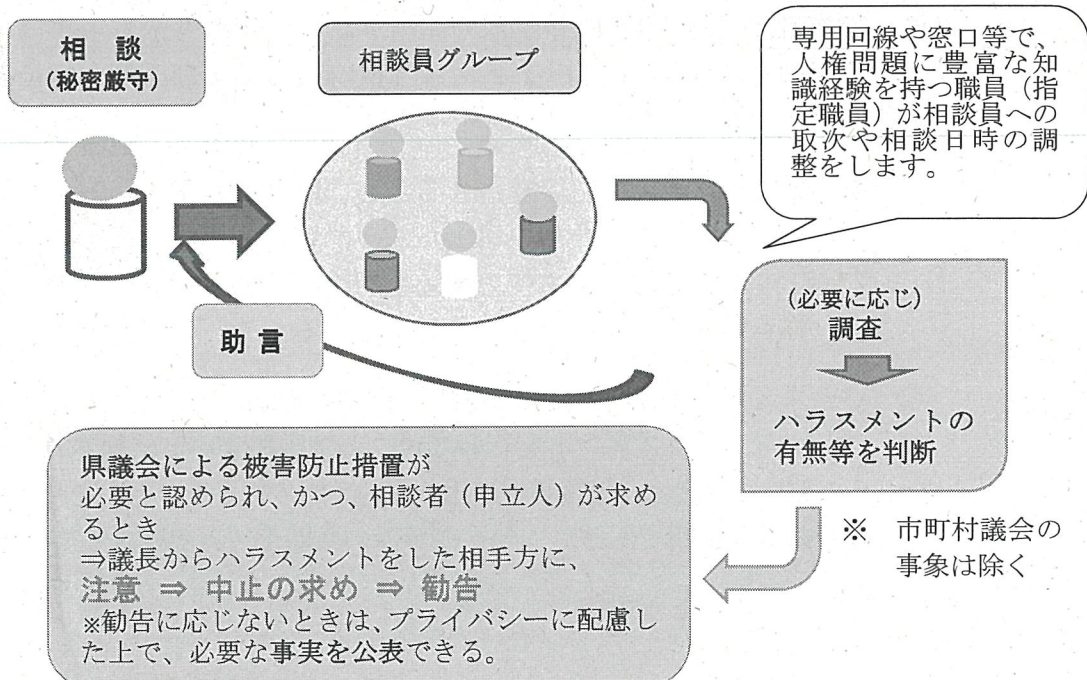 相 談
(秘密厳守)
相談員グループ
専用回線や窓口等で、
人権問題に豊富な知
識経験を持つ職員（指
定職員）が相談員への
取次や相談日時の調
整をします。
助 言
(必要に応じ)
調査
ハラスメントの
有無等を判断
※　市町村議会の
事象は除く
県議会による被害防止措置が
必要と認められ、かつ、相談者（申立人）が求め
るとき
⇒議長からハラスメントをした相手方に、
注意 ⇒ 中止の求め ⇒ 勧告
※勧告に応じないときは、プライバシーに配慮し
た上で、必要な事実を公表できる。